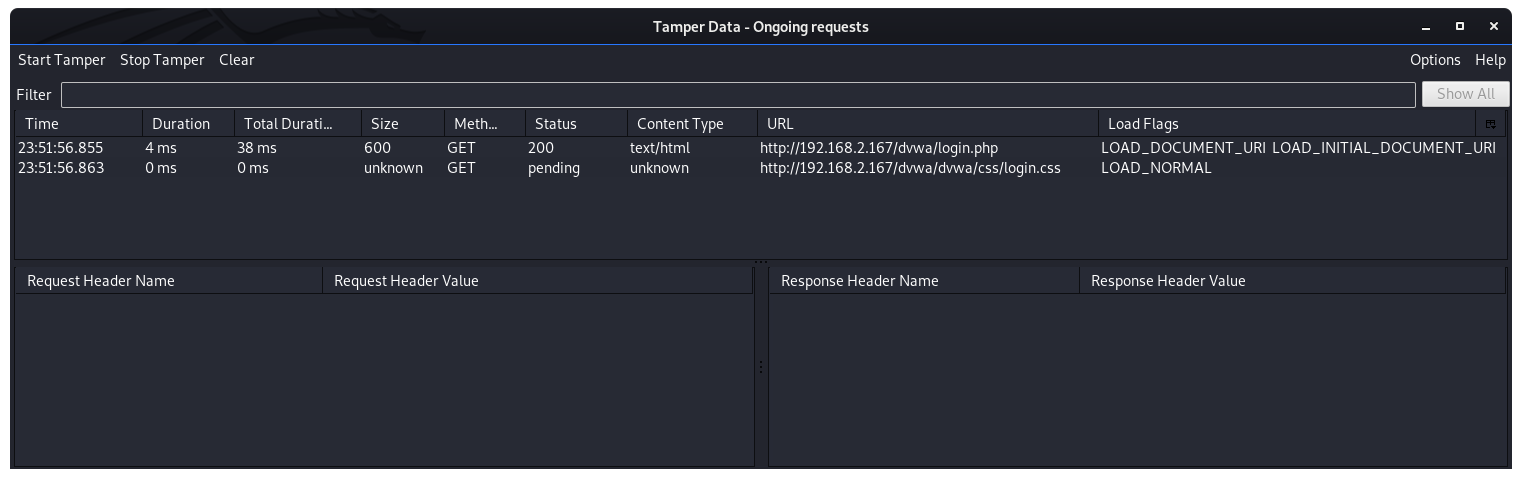 Tamper Data - Ongoing requests
Start Tamper Stop Tamper Clear Options Help
Filter Show All
Time Duration Total Durati... Size Meth... Status Content Type URL Load Flags
23:51:56.855 4 ms 38 ms 600 GET 200 text/html http://192.168.2.167/dvwa/login.php LOAD_DOCUMENT_URI LOAD_INITIAL_DOCUMENT_URI
23:51:56.863 0 ms 0 ms unknown GET pending unknown http://192.168.2.167/dvwa/dvwa/css/login.css LOAD_NORMAL
Request Header Name Request Header Value Response Header Name Response Header Value